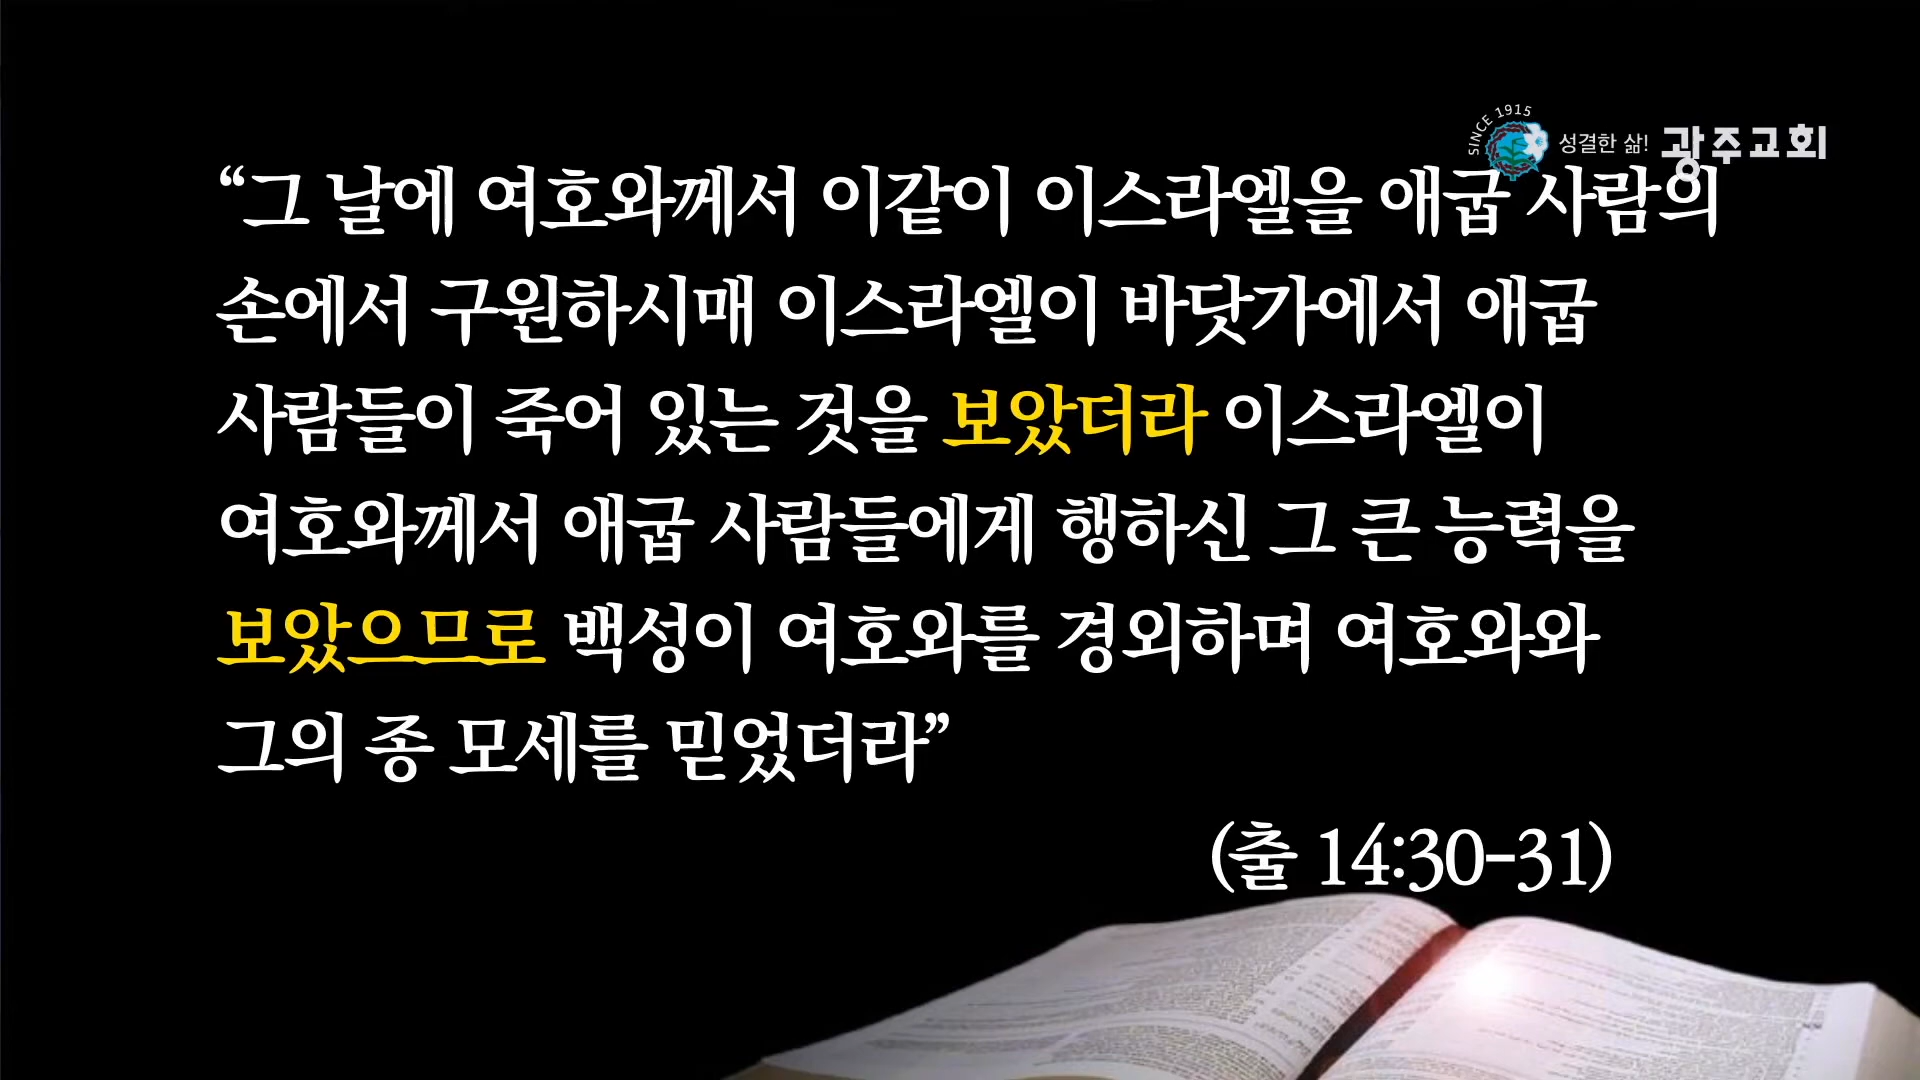 SINCE 1915
성결한 삶! 광주교회
“그 날에 여호와께서 이같이 이스라엘을 애굽 사람의
손에서 구원하시매 이스라엘이 바닷가에서 애굽
사람들이 죽어 있는 것을 보았더라 이스라엘이
여호와께서 애굽 사람들에게 행하신 그 큰 능력을
보았으므로 백성이 여호와를 경외하며 여호와와
그의 종 모세를 믿었더라”
(출 14:30-31)